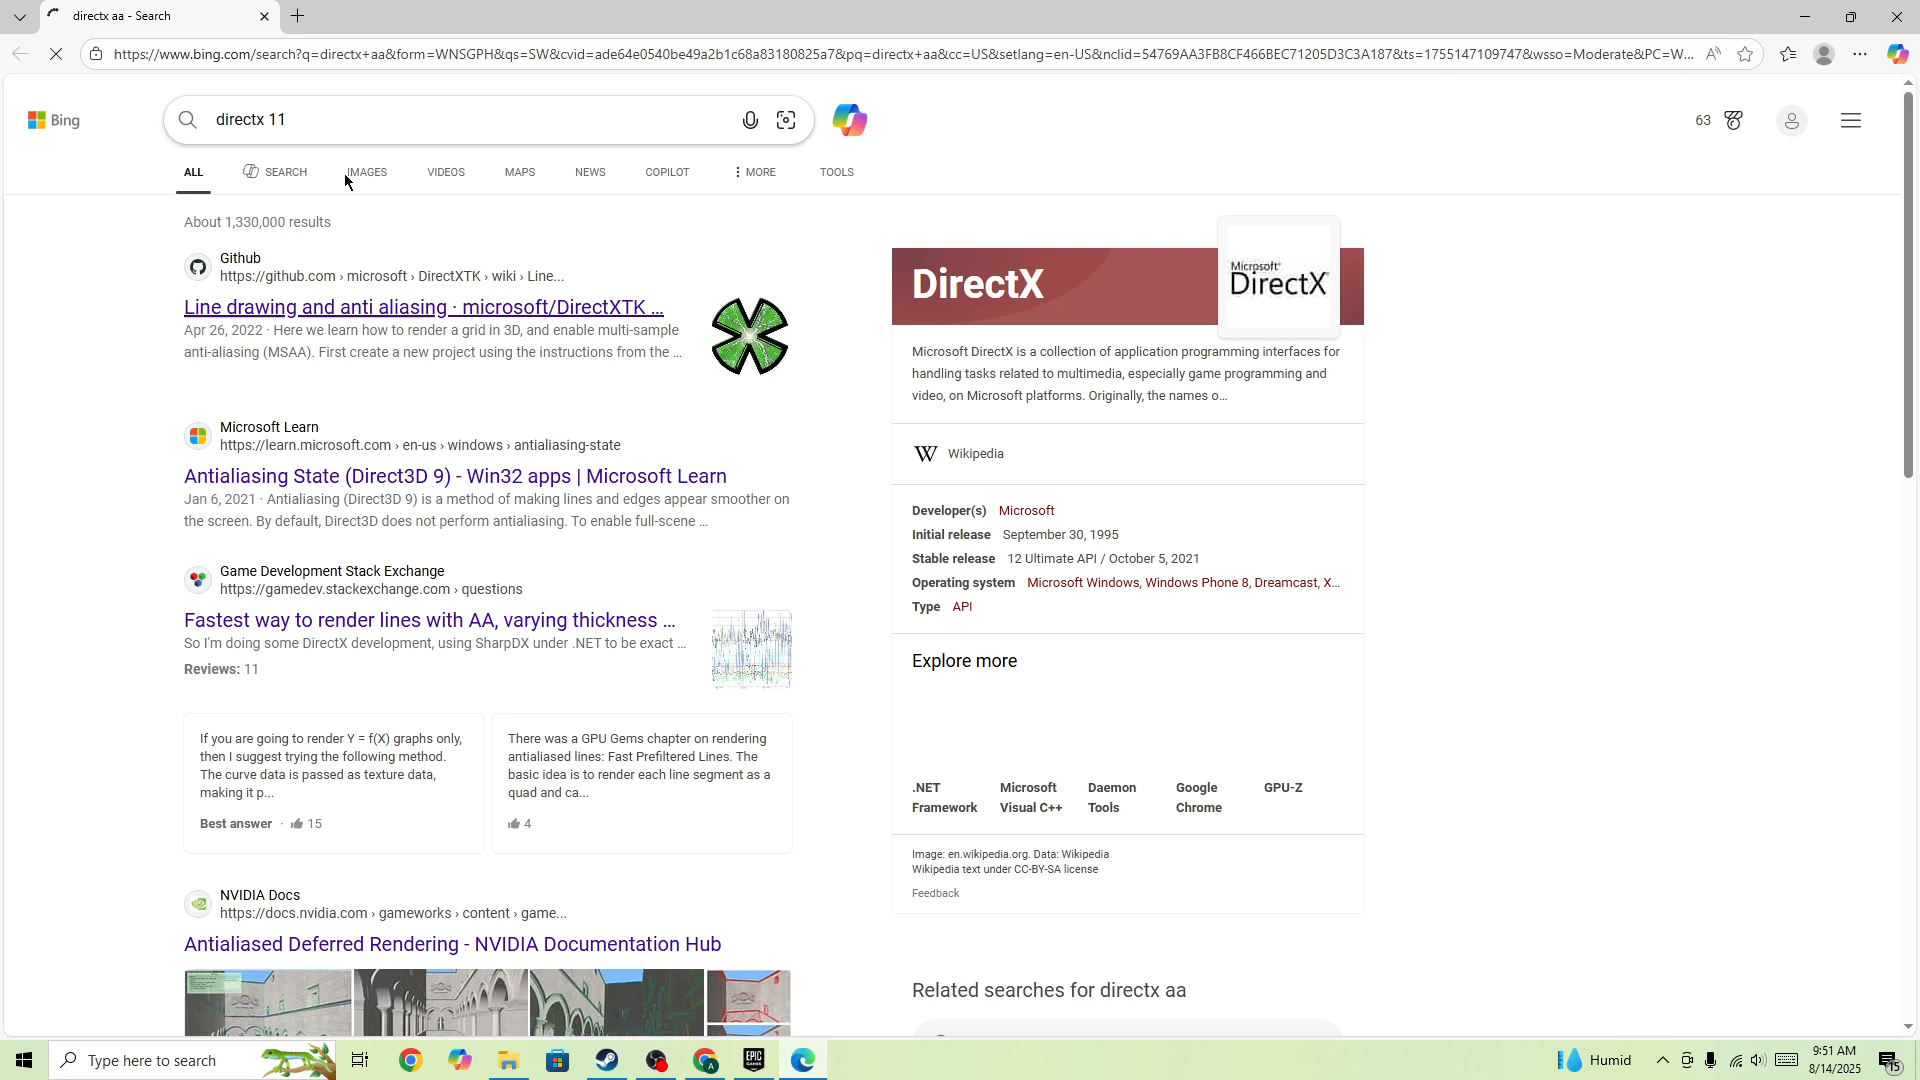 directx aa - Search
https://www.bing.com/search?q=directx+aa&form=WNSGPH&qs=SW&cvid=ade64e0540be49a2b1c68a83180825a7&pq=directx+aa&cc=US&setlang=en-US&nclid=54769AA3FB8CF466BEC71205D3C3A187&ts=1755147109747&wsso=Moderate&PC=W...
Bing
directx 11
63
ALL
SEARCH
IMAGES
VIDEOS
MAPS
NEWS
COPILOT
MORE
TOOLS
About 1,330,000 results
Github
https://github.com › microsoft › DirectXTK › wiki › Line...
Line drawing and anti aliasing · microsoft/DirectXTK ...
Apr 26, 2022 · Here we learn how to render a grid in 3D, and enable multi-sample
anti-aliasing (MSAA). First create a new project using the instructions from the ...
Microsoft Learn
https://learn.microsoft.com › en-us › windows › antialiasing-state
Antialiasing State (Direct3D 9) - Win32 apps | Microsoft Learn
Jan 6, 2021 · Antialiasing (Direct3D 9) is a method of making lines and edges appear smoother on
the screen. By default, Direct3D does not perform antialiasing. To enable full-scene ...
Game Development Stack Exchange
https://gamedev.stackexchange.com › questions
Fastest way to render lines with AA, varying thickness ...
So I'm doing some DirectX development, using SharpDX under .NET to be exact ...
Reviews: 11
If you are going to render Y = f(X) graphs only,
then I suggest trying the following method.
The curve data is passed as texture data,
making it p...
Best answer · 15
There was a GPU Gems chapter on rendering
antialiased lines: Fast Prefiltered Lines. The
basic idea is to render each line segment as a
quad and ca...
4
NVIDIA Docs
https://docs.nvidia.com › gameworks › content › game...
Antialiased Deferred Rendering - NVIDIA Documentation Hub
DirectX
Microsoft®
DirectX
Microsoft DirectX is a collection of application programming interfaces for
handling tasks related to multimedia, especially game programming and
video, on Microsoft platforms. Originally, the names o...
Wikipedia
Developer(s) Microsoft
Initial release September 30, 1995
Stable release 12 Ultimate API / October 5, 2021
Operating system Microsoft Windows, Windows Phone 8, Dreamcast, X...
Type API
Explore more
.NET
Framework
Microsoft
Visual C++
Daemon
Tools
Google
Chrome
GPU-Z
Image: en.wikipedia.org. Data: Wikipedia
Wikipedia text under CC-BY-SA license
Feedback
Related searches for directx aa
Type here to search
EPIC
GAMES
A
Humid
9:51 AM
8/14/2025
15